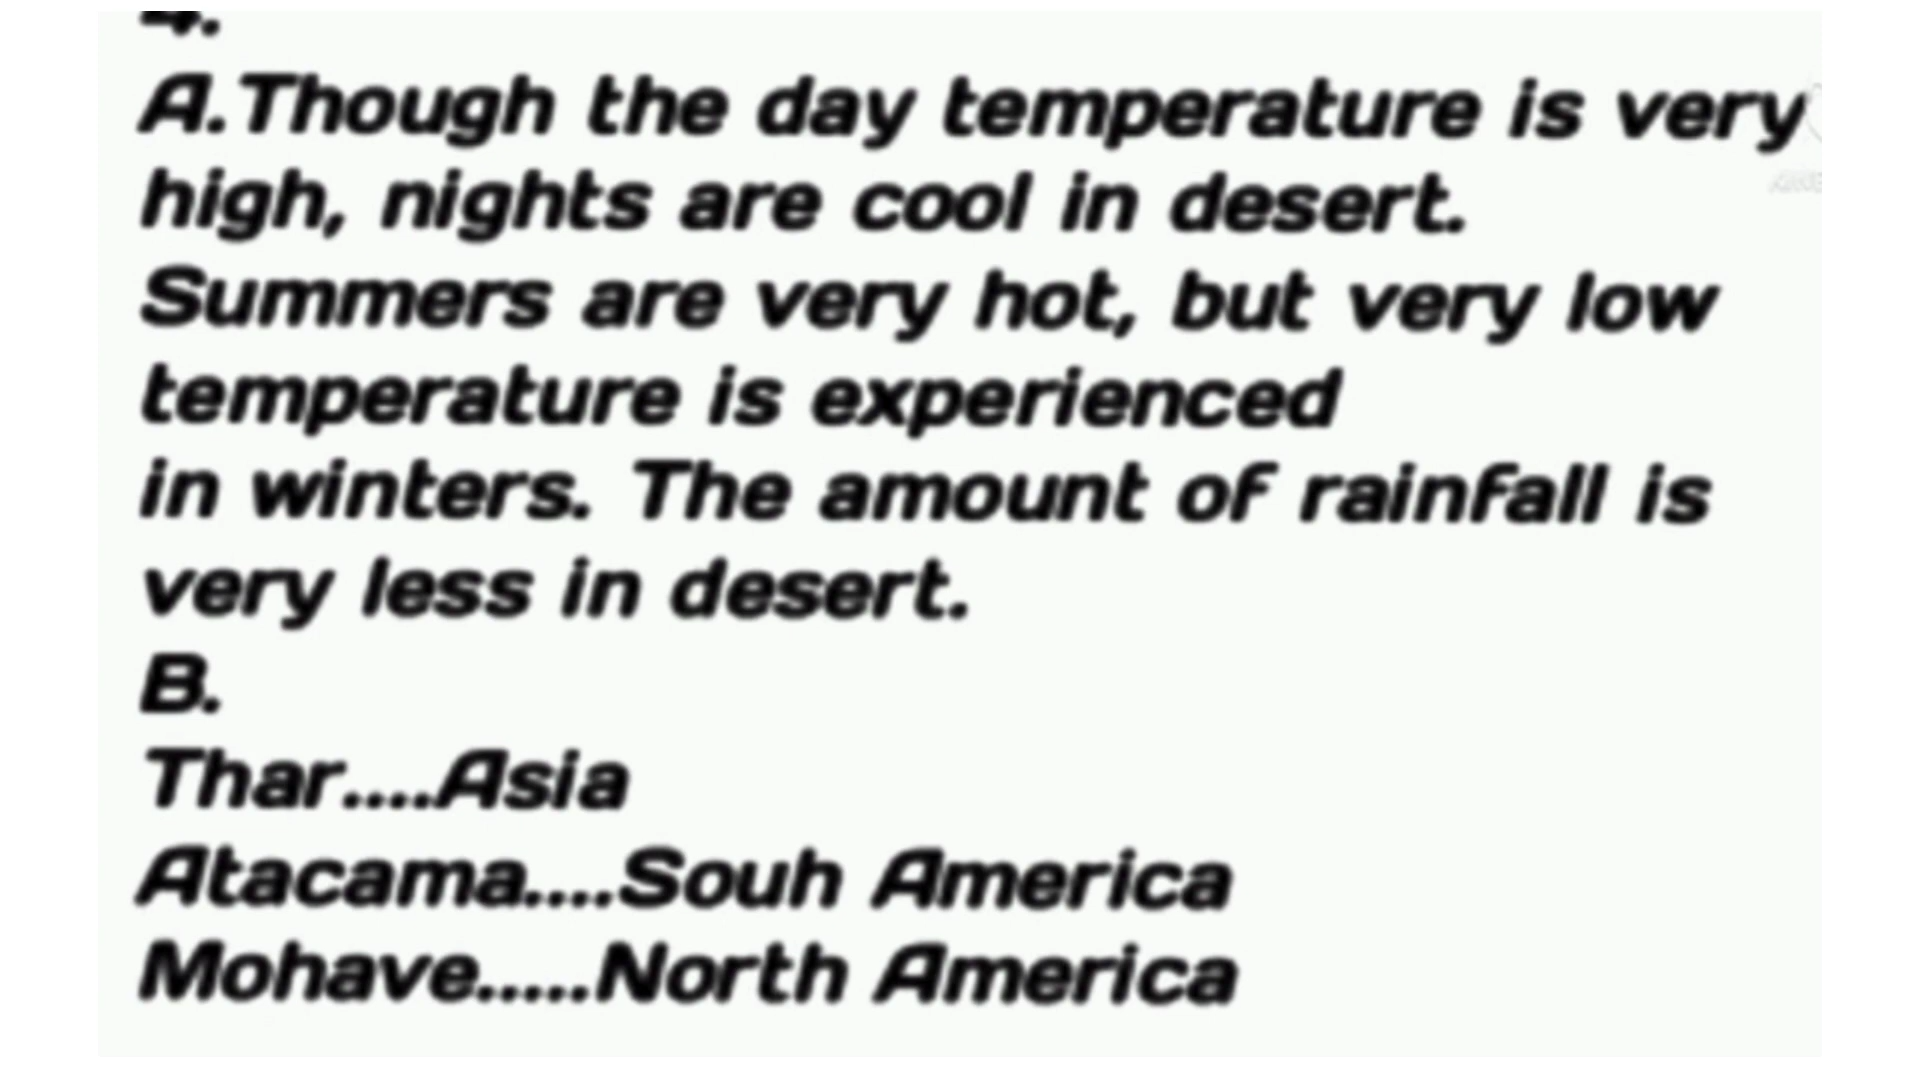 4.
A.Though the day temperature is very
high, nights are cool in desert.
Summers are very hot, but very low
temperature is experienced
in winters. The amount of rainfall is
very less in desert.
B.
Thar....Asia
Atacama....Souh America
Mohave.....North America